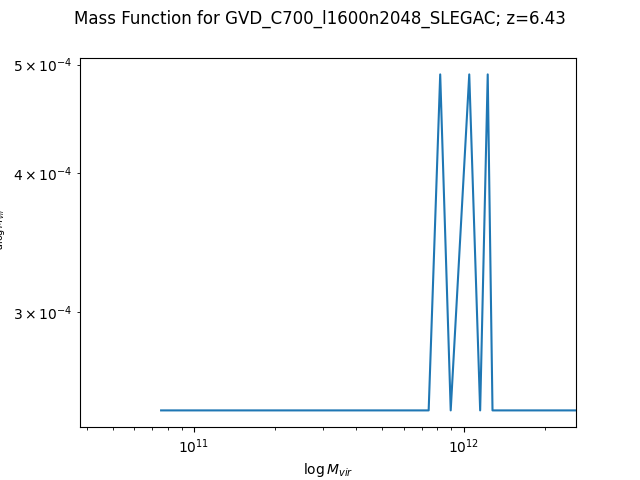 Mass Function for GVD_C700_l1600n2048_SLEGAC; z=6.43
5 × 10⁻⁴
4 × 10⁻⁴
3 × 10⁻⁴
10¹¹
10¹²
log M_vir